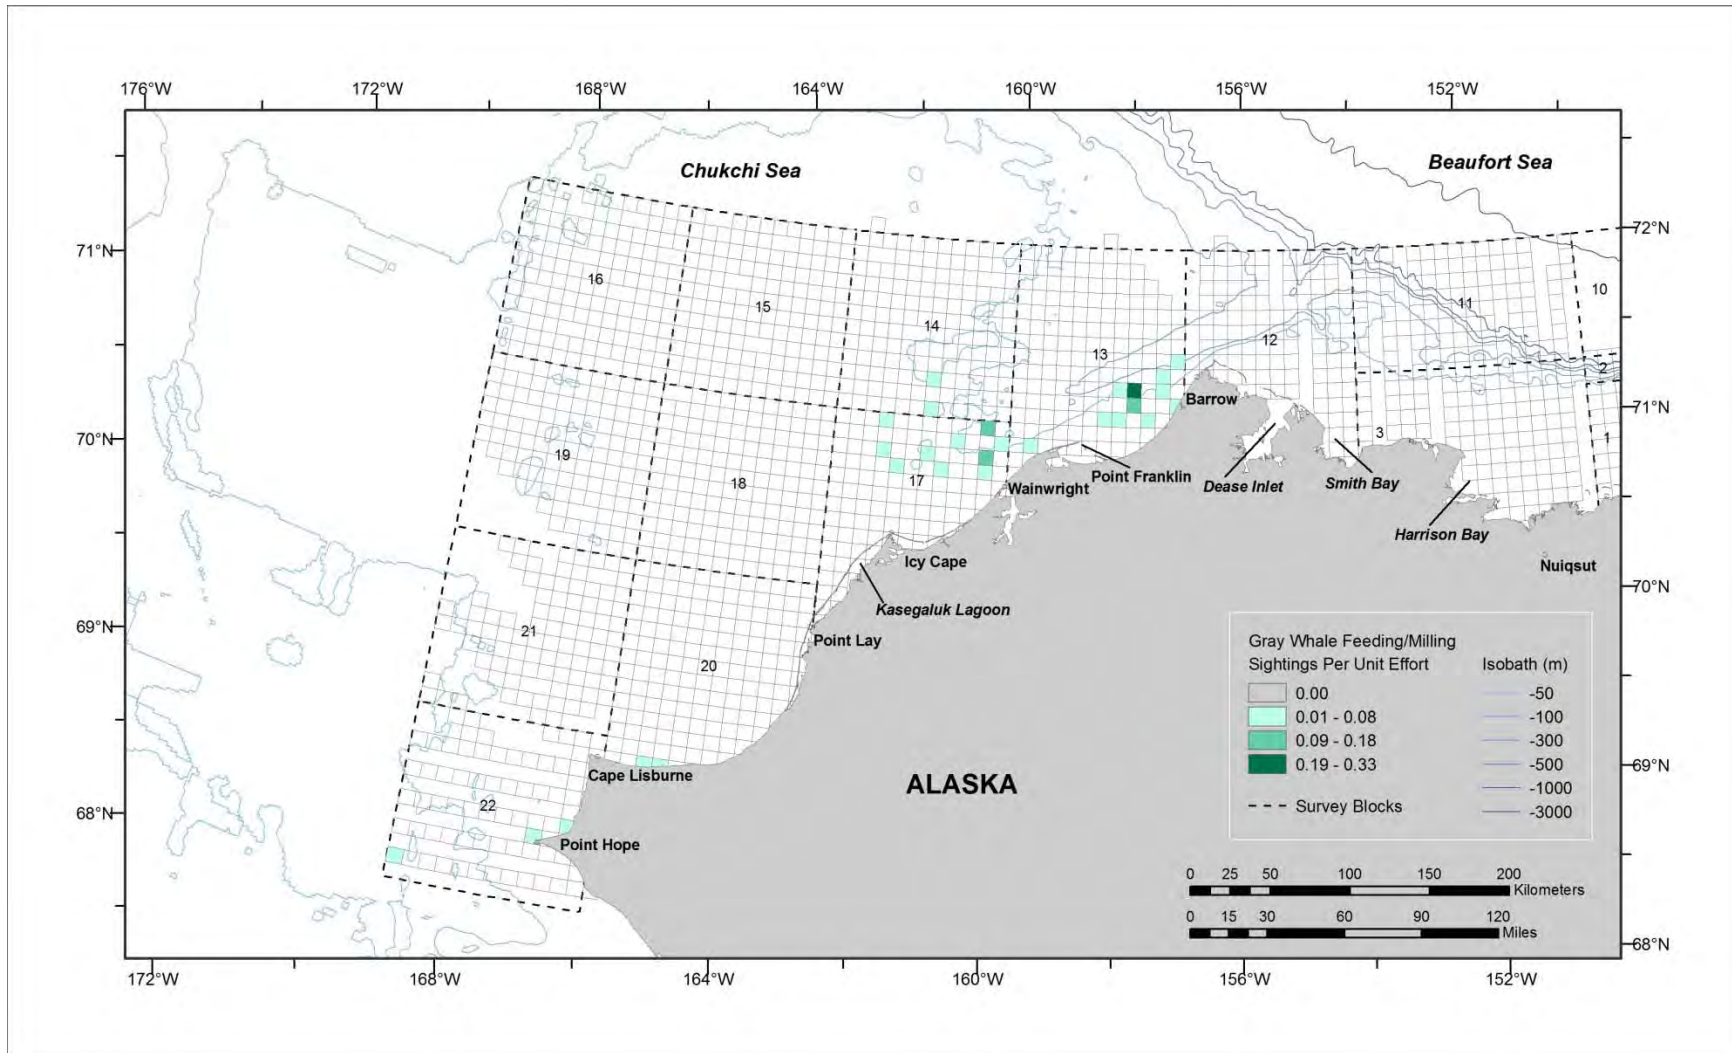 176°W 172°W 168°W 164°W 160°W 156°W 152°W
Chukchi Sea
Beaufort Sea
71°N
72°N
16
15
14
13
12
11
10
2
71°N
70°N
Barrow
3
1
19
18
17
Point Franklin
Wainwright
Dease Inlet
Smith Bay
Harrison Bay
Icy Cape
Nuiqsut
70°N
Kasegaluk Lagoon
69°N
21
20
Point Lay
Gray Whale Feeding/Milling
Sightings Per Unit Effort
0.00
0.01 - 0.08
0.09 - 0.18
0.19 - 0.33
Survey Blocks
Isobath (m)
-50
-100
-300
-500
-1000
-3000
69°N
Cape Lisburne
ALASKA
68°N
22
Point Hope
0 25 50 100 150 200
Kilometers
0 15 30 60 90 120
Miles
68°N
172°W 168°W 164°W 160°W 156°W 152°W